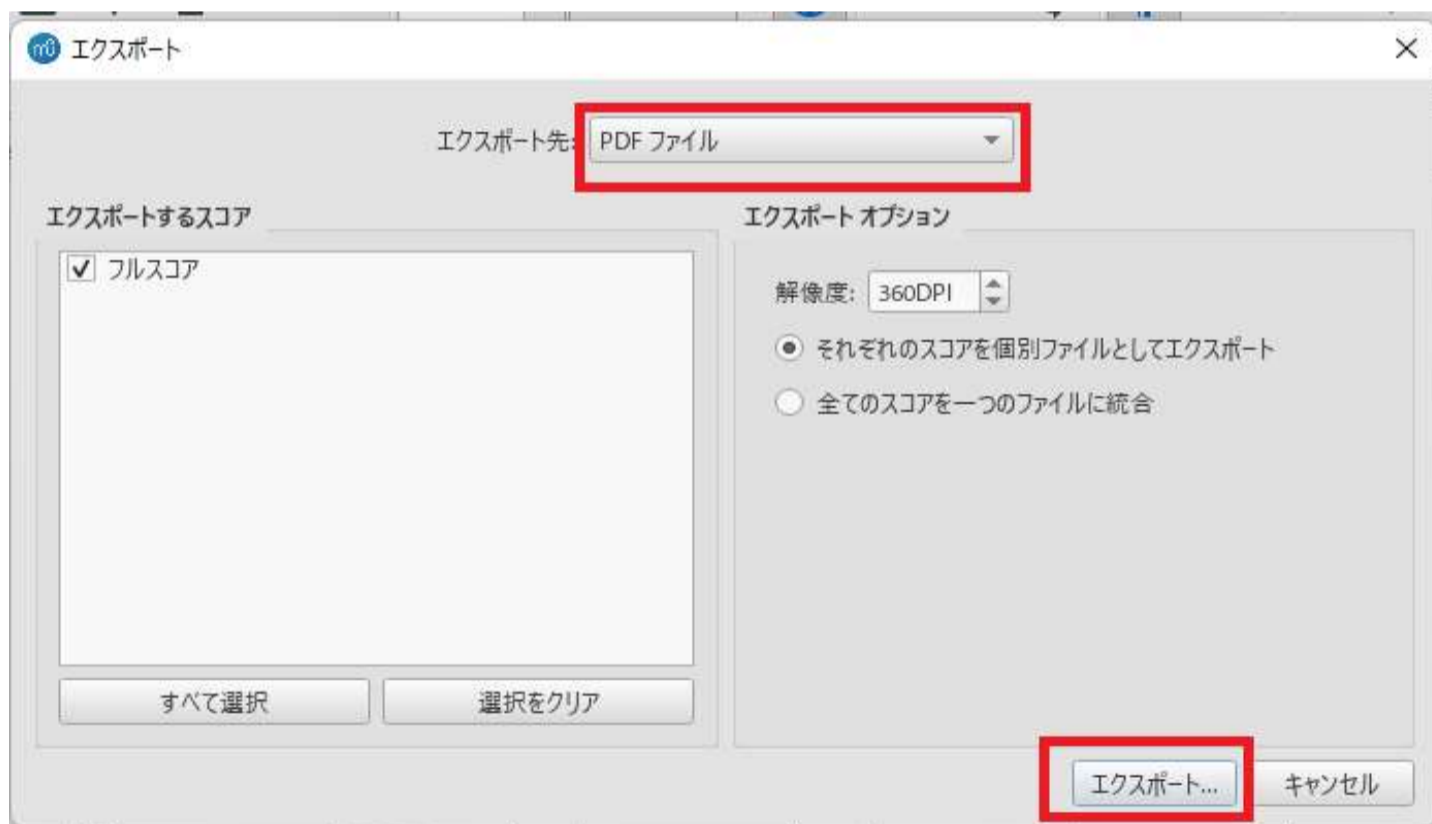 エクスポート
エクスポート先: PDF ファイル
エクスポートするスコア
フルスコア
すべて選択 選択をクリア
エクスポート オプション
解像度: 360DPI
それぞれのスコアを個別ファイルとしてエクスポート
全てのスコアを一つのファイルに統合
エクスポート... キャンセル